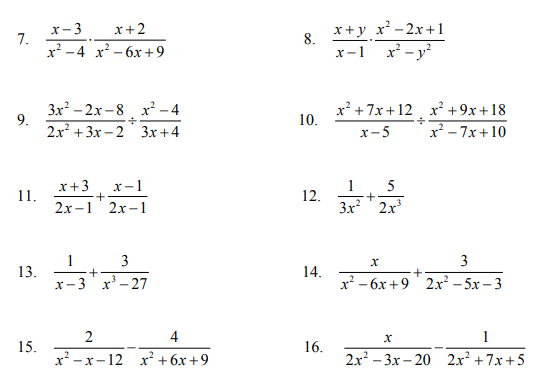 7. (x−3)/(x²−4) · (x+2)/(x²−6x+9) 8. (x+y)/(x−1) · (x²−2x+1)/(x²−y²)
9. (3x²−2x−8)/(2x²+3x−2) ÷ (x²−4)/(3x+4) 10. (x²+7x+12)/(x−5) ÷ (x²+9x+18)/(x²−7x+10)
11. (x+3)/(2x−1) + (x−1)/(2x−1) 12. 1/(3x²) + 5/(2x³)
13. 1/(x−3) + 3/(x³−27) 14. x/(x²−6x+9) + 3/(2x²−5x−3)
15. 2/(x²−x−12) − 4/(x²+6x+9) 16. x/(2x²−3x−20) − 1/(2x²+7x+5)